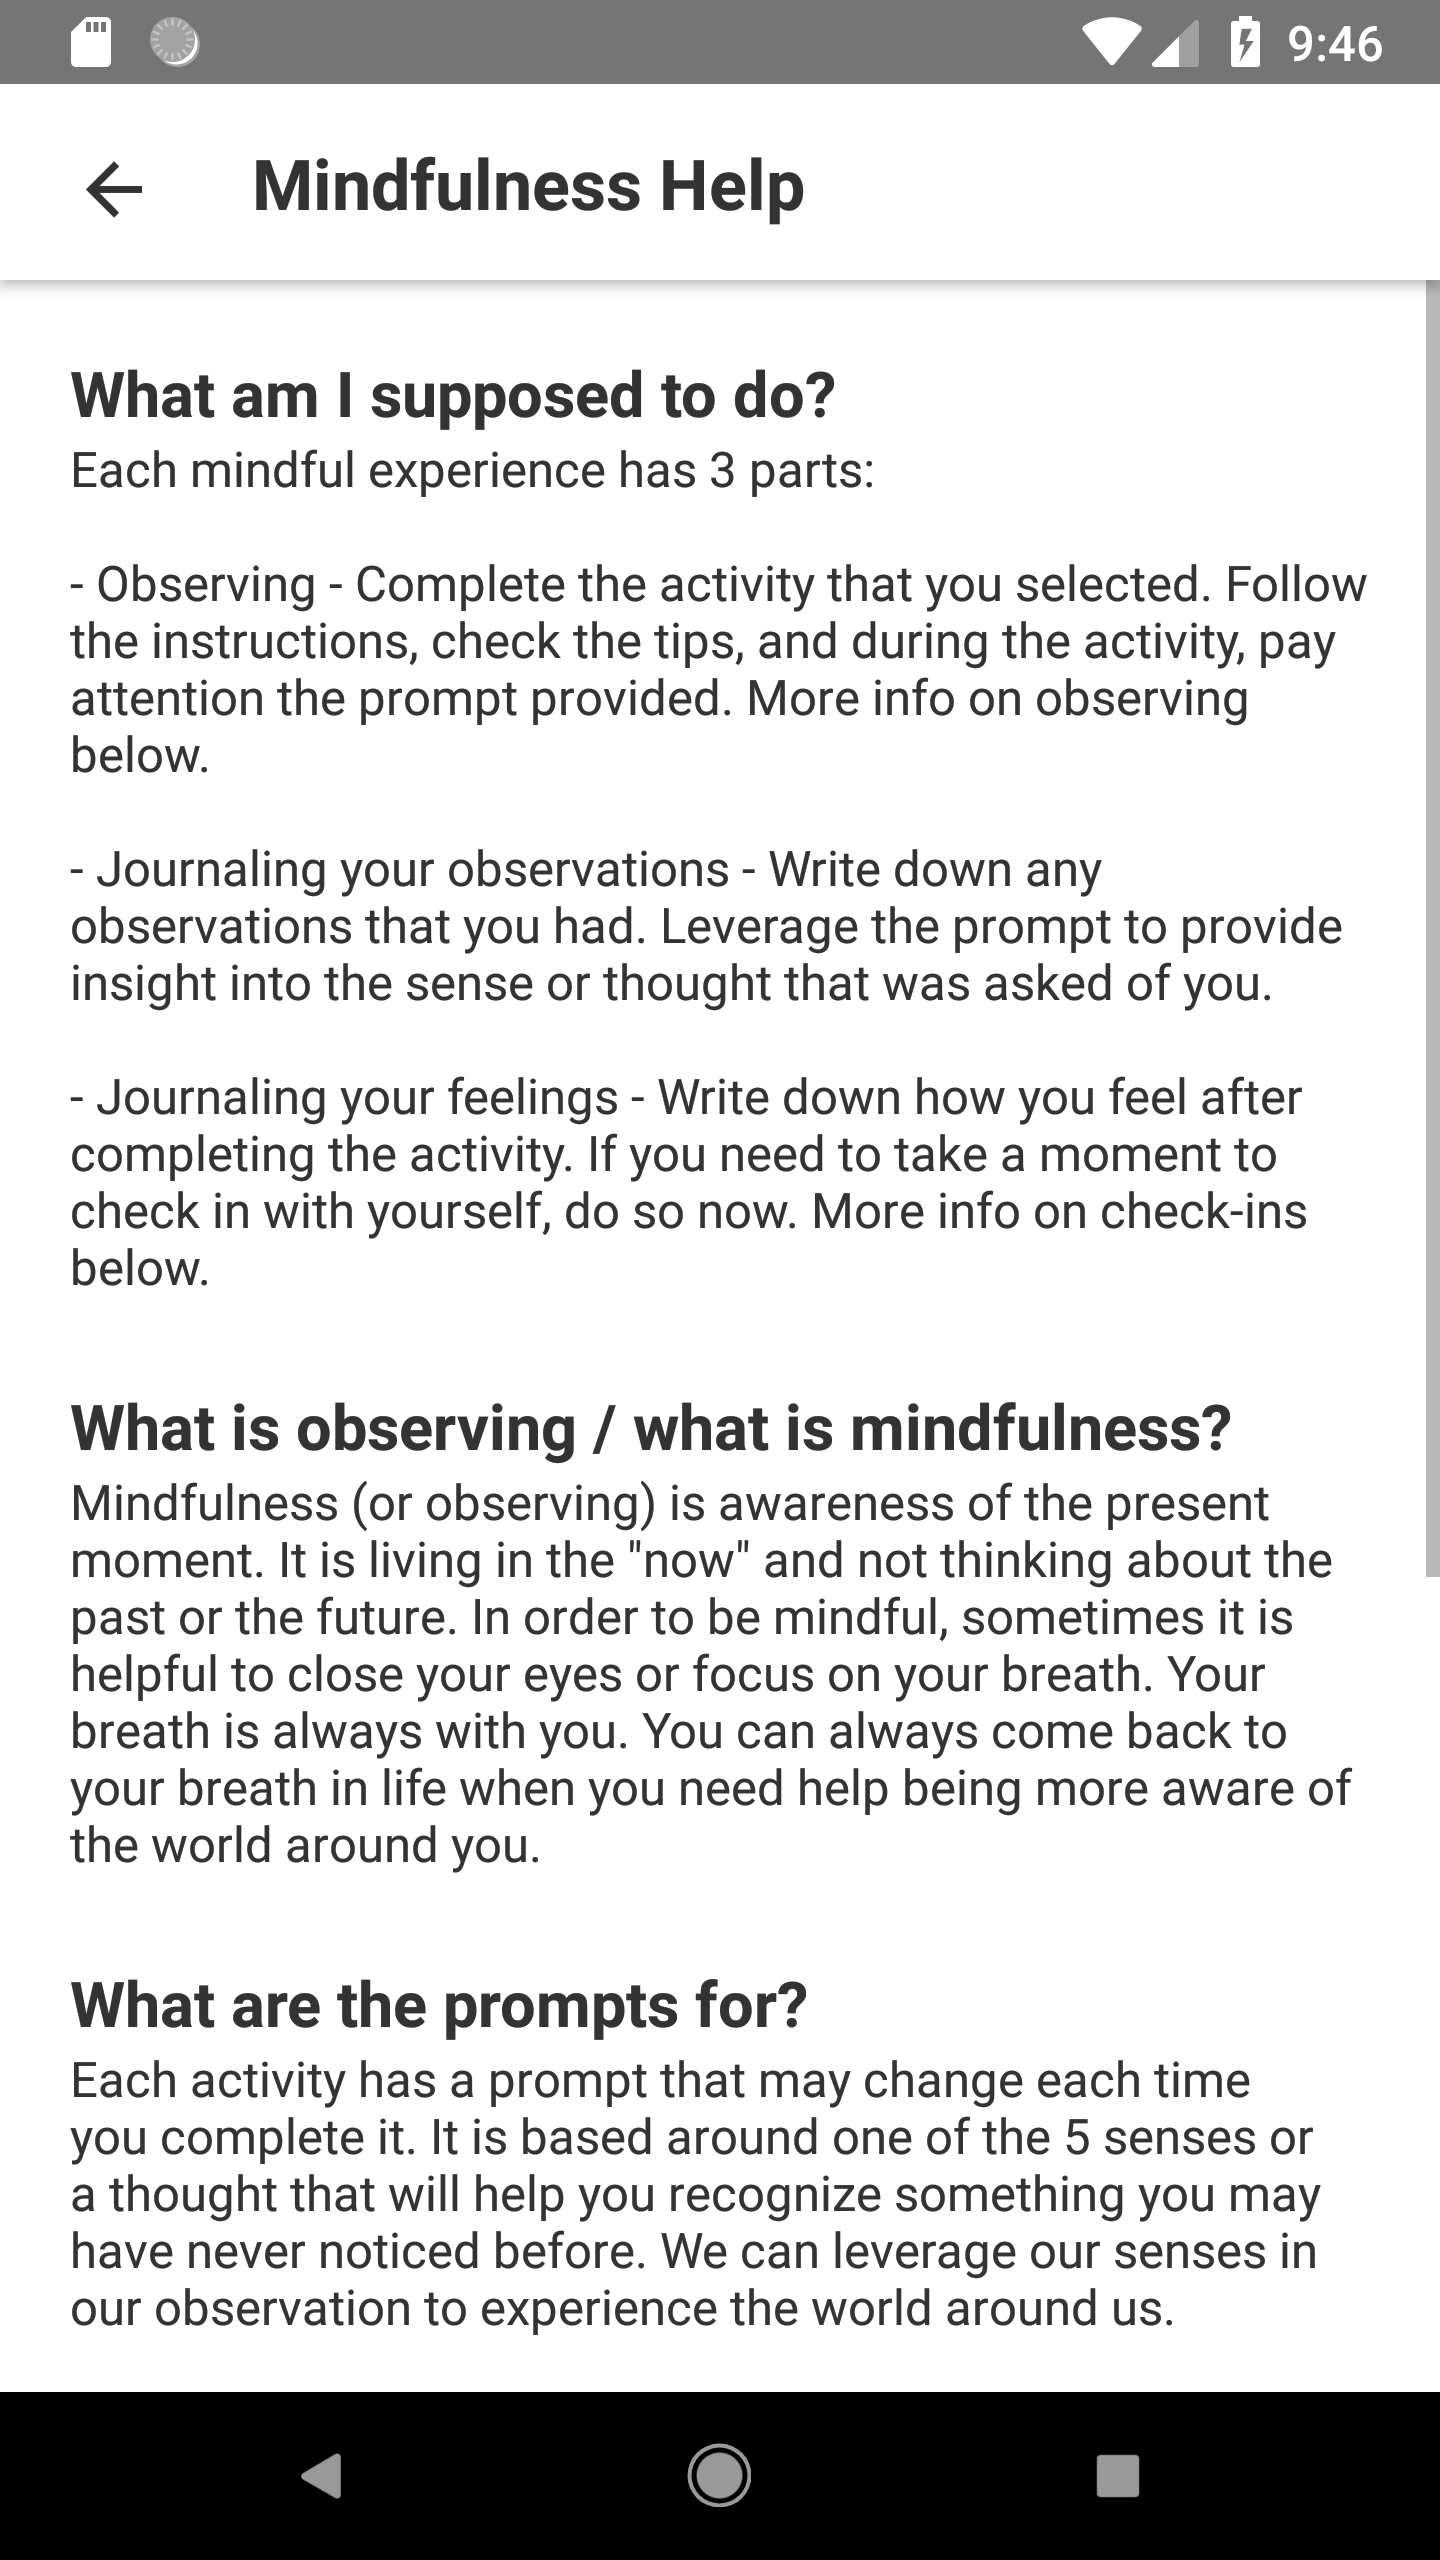 9:46
Mindfulness Help
What am I supposed to do?
Each mindful experience has 3 parts:
- Observing - Complete the activity that you selected. Follow
the instructions, check the tips, and during the activity, pay
attention the prompt provided. More info on observing
below.
- Journaling your observations - Write down any
observations that you had. Leverage the prompt to provide
insight into the sense or thought that was asked of you.
- Journaling your feelings - Write down how you feel after
completing the activity. If you need to take a moment to
check in with yourself, do so now. More info on check-ins
below.
What is observing / what is mindfulness?
Mindfulness (or observing) is awareness of the present
moment. It is living in the "now" and not thinking about the
past or the future. In order to be mindful, sometimes it is
helpful to close your eyes or focus on your breath. Your
breath is always with you. You can always come back to
your breath in life when you need help being more aware of
the world around you.
What are the prompts for?
Each activity has a prompt that may change each time
you complete it. It is based around one of the 5 senses or
a thought that will help you recognize something you may
have never noticed before. We can leverage our senses in
our observation to experience the world around us.